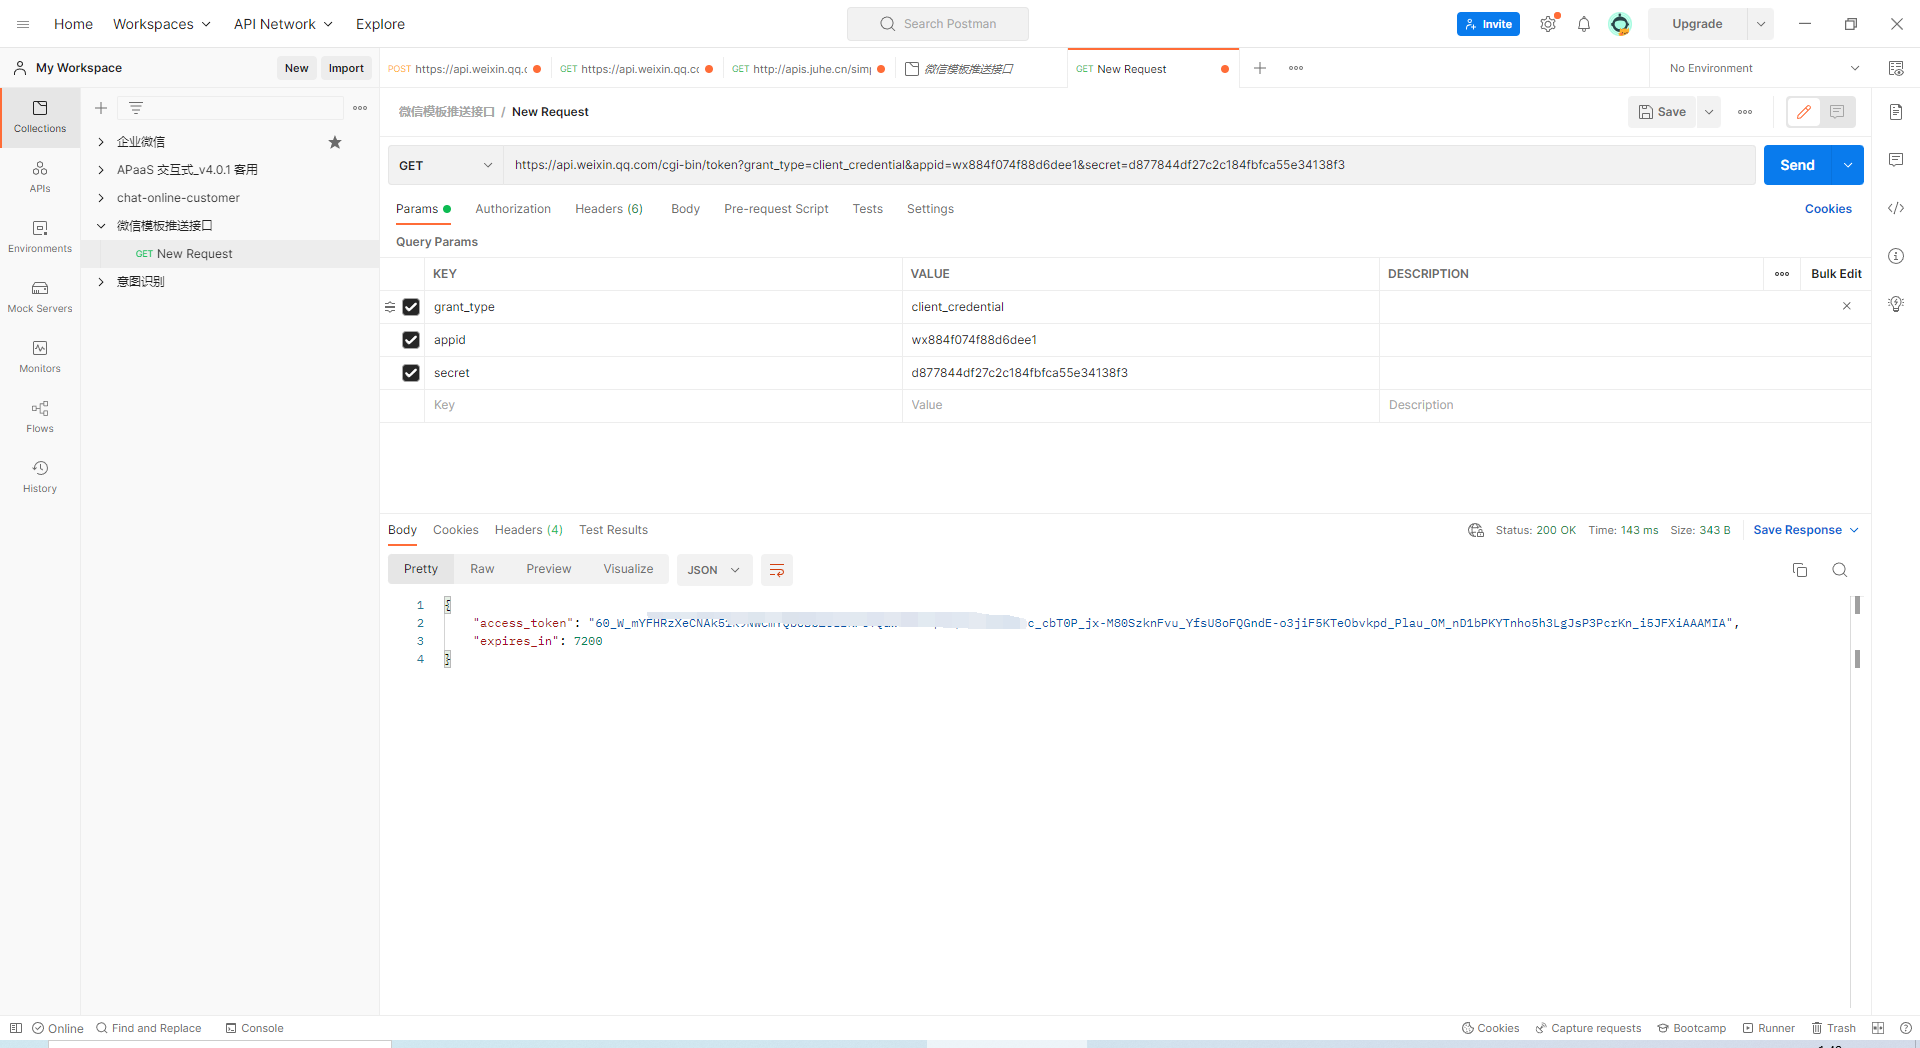 Home Workspaces API Network Explore Search Postman Invite Upgrade
My Workspace New Import POST https://api.weixin.qq.c GET https://api.weixin.qq.cc GET http://apis.juhe.cn/simp 微信模板推送接口 GET New Request No Environment
Collections
APIs
Environments
Mock Servers
Monitors
Flows
History
企业微信
APaaS 交互式_v4.0.1 客用
chat-online-customer
微信模板推送接口
GET New Request
意图识别
微信模板推送接口 / New Request Save
GET https://api.weixin.qq.com/cgi-bin/token?grant_type=client_credential&appid=wx884f074f88d6dee1&secret=d877844df27c2c184fbfca55e34138f3 Send
Params Authorization Headers (6) Body Pre-request Script Tests Settings Cookies
Query Params
KEY VALUE DESCRIPTION Bulk Edit
grant_type client_credential
appid wx884f074f88d6dee1
secret d877844df27c2c184fbfca55e34138f3
Key Value Description
Body Cookies Headers (4) Test Results Status: 200 OK Time: 143 ms Size: 343 B Save Response
Pretty Raw Preview Visualize JSON
1 {
2 "access_token": "60_W_mYFHRzXeCNAk5 c_cbT0P_jx-M80SzknFvu_YfsU8oFQGndE-o3jiF5KTeObvkpd_Plau_OM_nD1bPKYTnho5h3LgJsP3PcrKn_i5JFXiAAAMIA",
3 "expires_in": 7200
4 }
Online Find and Replace Console Cookies Capture requests Bootcamp Runner Trash